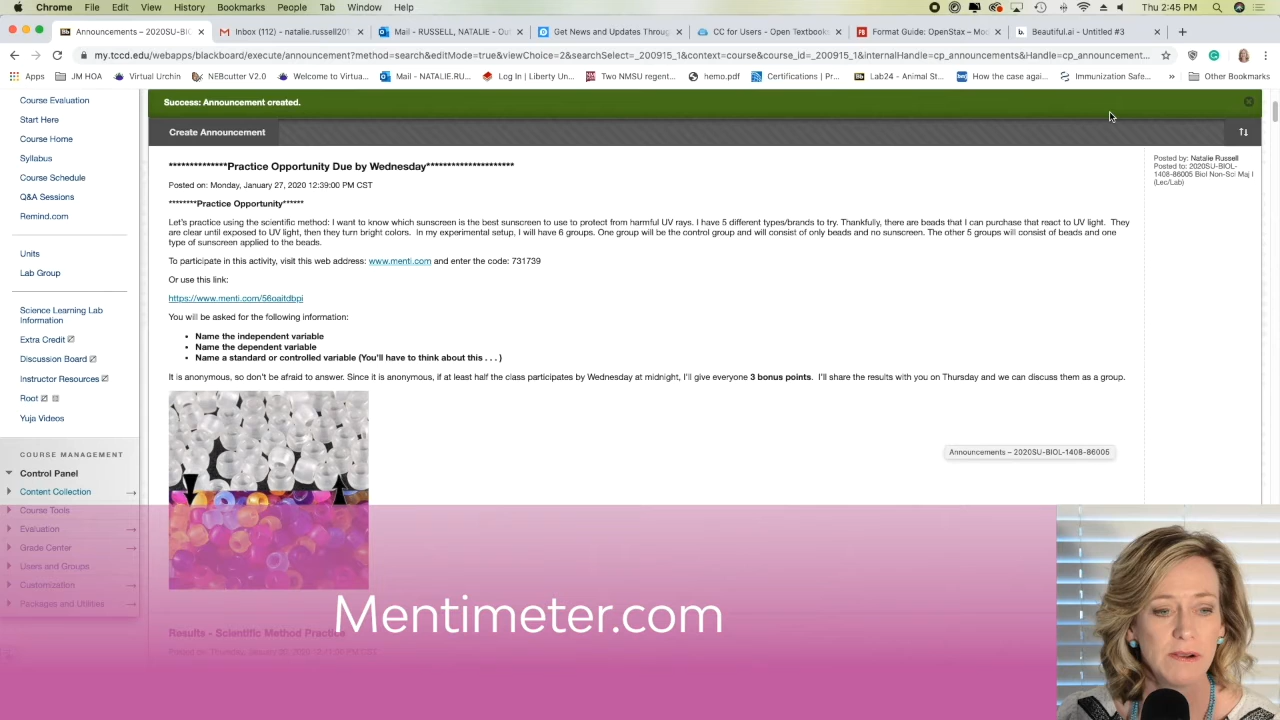 Chrome File Edit View History Bookmarks People Tab Window Help
Announcements – 2020SU-BIO
Inbox (112) - natalie.russell20
Mail - RUSSELL, NATALIE - Out
Get News and Updates Throug
CC for Users - Open Textbooks
Format Guide: OpenStax – Mod
Beautiful.ai - Untitled #3
my.tccd.edu/webapps/blackboard/execute/announcement?method=search&editMode=true&viewChoice=2&searchSelect=_200915_1&context=course&course_id=_200915_1&internalHandle=cp_announcements&Handle=cp_announcement...
Apps JM HOA Virtual Urchin NEBcutter V2.0 Welcome to Virtua... Mail - NATALIE.RU... Log In | Liberty Un... Two NMSU regent... hemo.pdf Certifications | Pr... Lab24 - Animal St... How the case agai... Immunization Safe... » Other Bookmarks
Success: Announcement created.
Create Announcement
Course Evaluation
Start Here
Course Home
Syllabus
Course Schedule
Q&A Sessions
Remind.com
Units
Lab Group
Science Learning Lab
Information
Extra Credit
Discussion Board
Instructor Resources
Root
Yuja Videos
COURSE MANAGEMENT
Control Panel
Content Collection
Course Tools
Evaluation
Grade Center
Users and Groups
Customization
Packages and Utilities
**************Practice Opportunity Due by Wednesday*********************
Posted on: Monday, January 27, 2020 12:39:00 PM CST
********Practice Opportunity******
Let's practice using the scientific method: I want to know which sunscreen is the best sunscreen to use to protect from harmful UV rays. I have 5 different types/brands to try. Thankfully, there are beads that I can purchase that react to UV light. They
are clear until exposed to UV light, then they turn bright colors. In my experimental setup, I will have 6 groups. One group will be the control group and will consist of only beads and no sunscreen. The other 5 groups will consist of beads and one
type of sunscreen applied to the beads.
To participate in this activity, visit this web address: www.menti.com and enter the code: 731739
Or use this link:
https://www.menti.com/56oaitdbpi
You will be asked for the following information:
• Name the independent variable
• Name the dependent variable
• Name a standard or controlled variable (You'll have to think about this . . . )
It is anonymous, so don't be afraid to answer. Since it is anonymous, if at least half the class participates by Wednesday at midnight, I'll give everyone 3 bonus points. I'll share the results with you on Thursday and we can discuss them as a group.
Posted by: Natalie Russell
Posted to: 2020SU-BIOL-
1408-86005 Biol Non-Sci Maj I
(Lec/Lab)
Announcements – 2020SU-BIOL-1408-86005
Mentimeter.com
Results - Scientific Method Practice